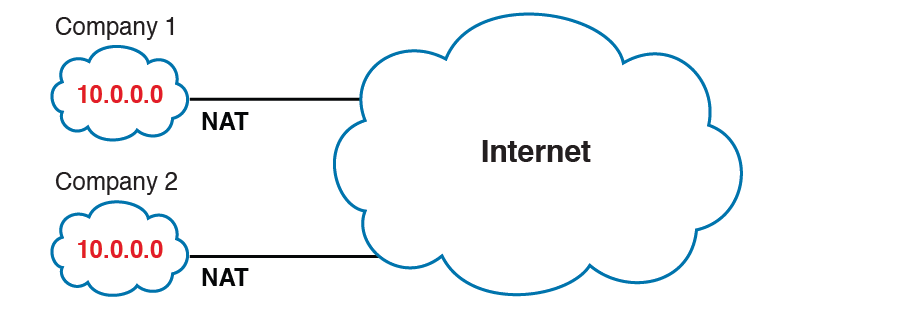 Company 1
10.0.0.0
NAT
Internet
Company 2
10.0.0.0
NAT